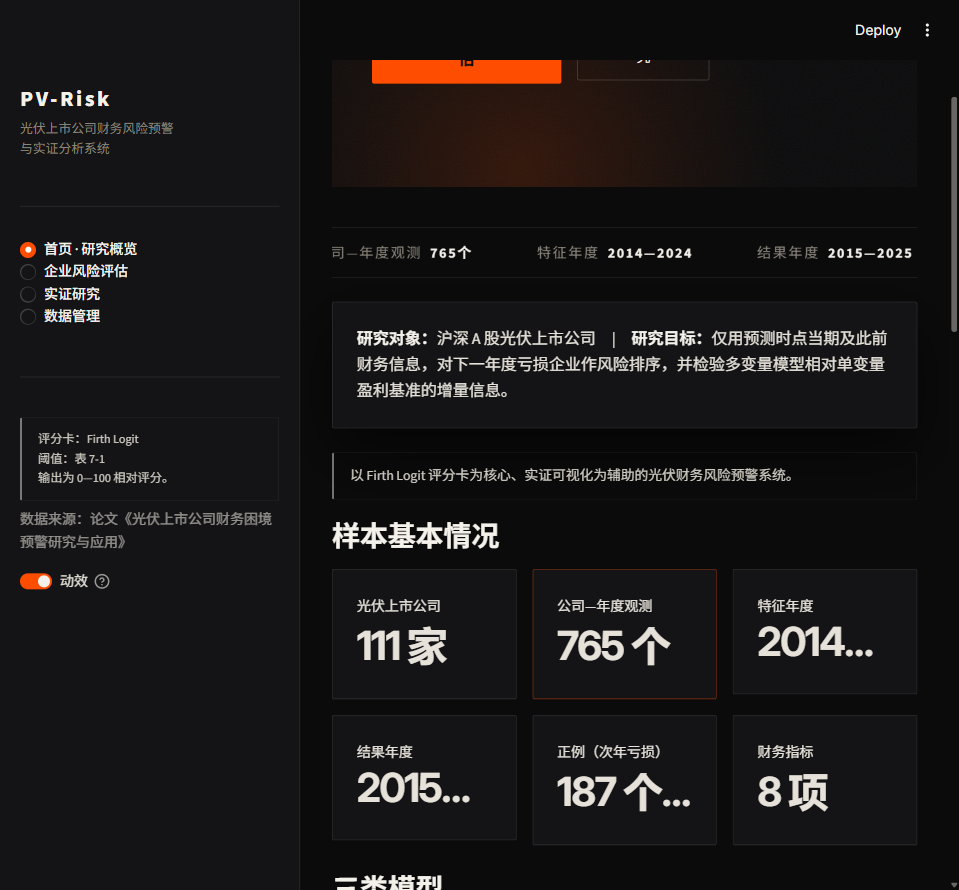 Deploy
PV-Risk
光伏上市公司财务风险预警
与实证分析系统
首页 · 研究概览
企业风险评估
实证研究
数据管理
评分卡：Firth Logit
阈值：表 7-1
输出为 0—100 相对评分。
数据来源：论文《光伏上市公司财务困境
预警研究与应用》
动效
司—年度观测 765个 特征年度 2014—2024 结果年度 2015—2025
研究对象：沪深 A 股光伏上市公司 | 研究目标：仅用预测时点当期及此前
财务信息，对下一年度亏损企业作风险排序，并检验多变量模型相对单变量
盈利基准的增量信息。
以 Firth Logit 评分卡为核心、实证可视化为辅助的光伏财务风险预警系统。
样本基本情况
光伏上市公司
111 家
公司—年度观测
765 个
特征年度
2014...
结果年度
2015...
正例（次年亏损）
187 个...
财务指标
8 项
三类模型